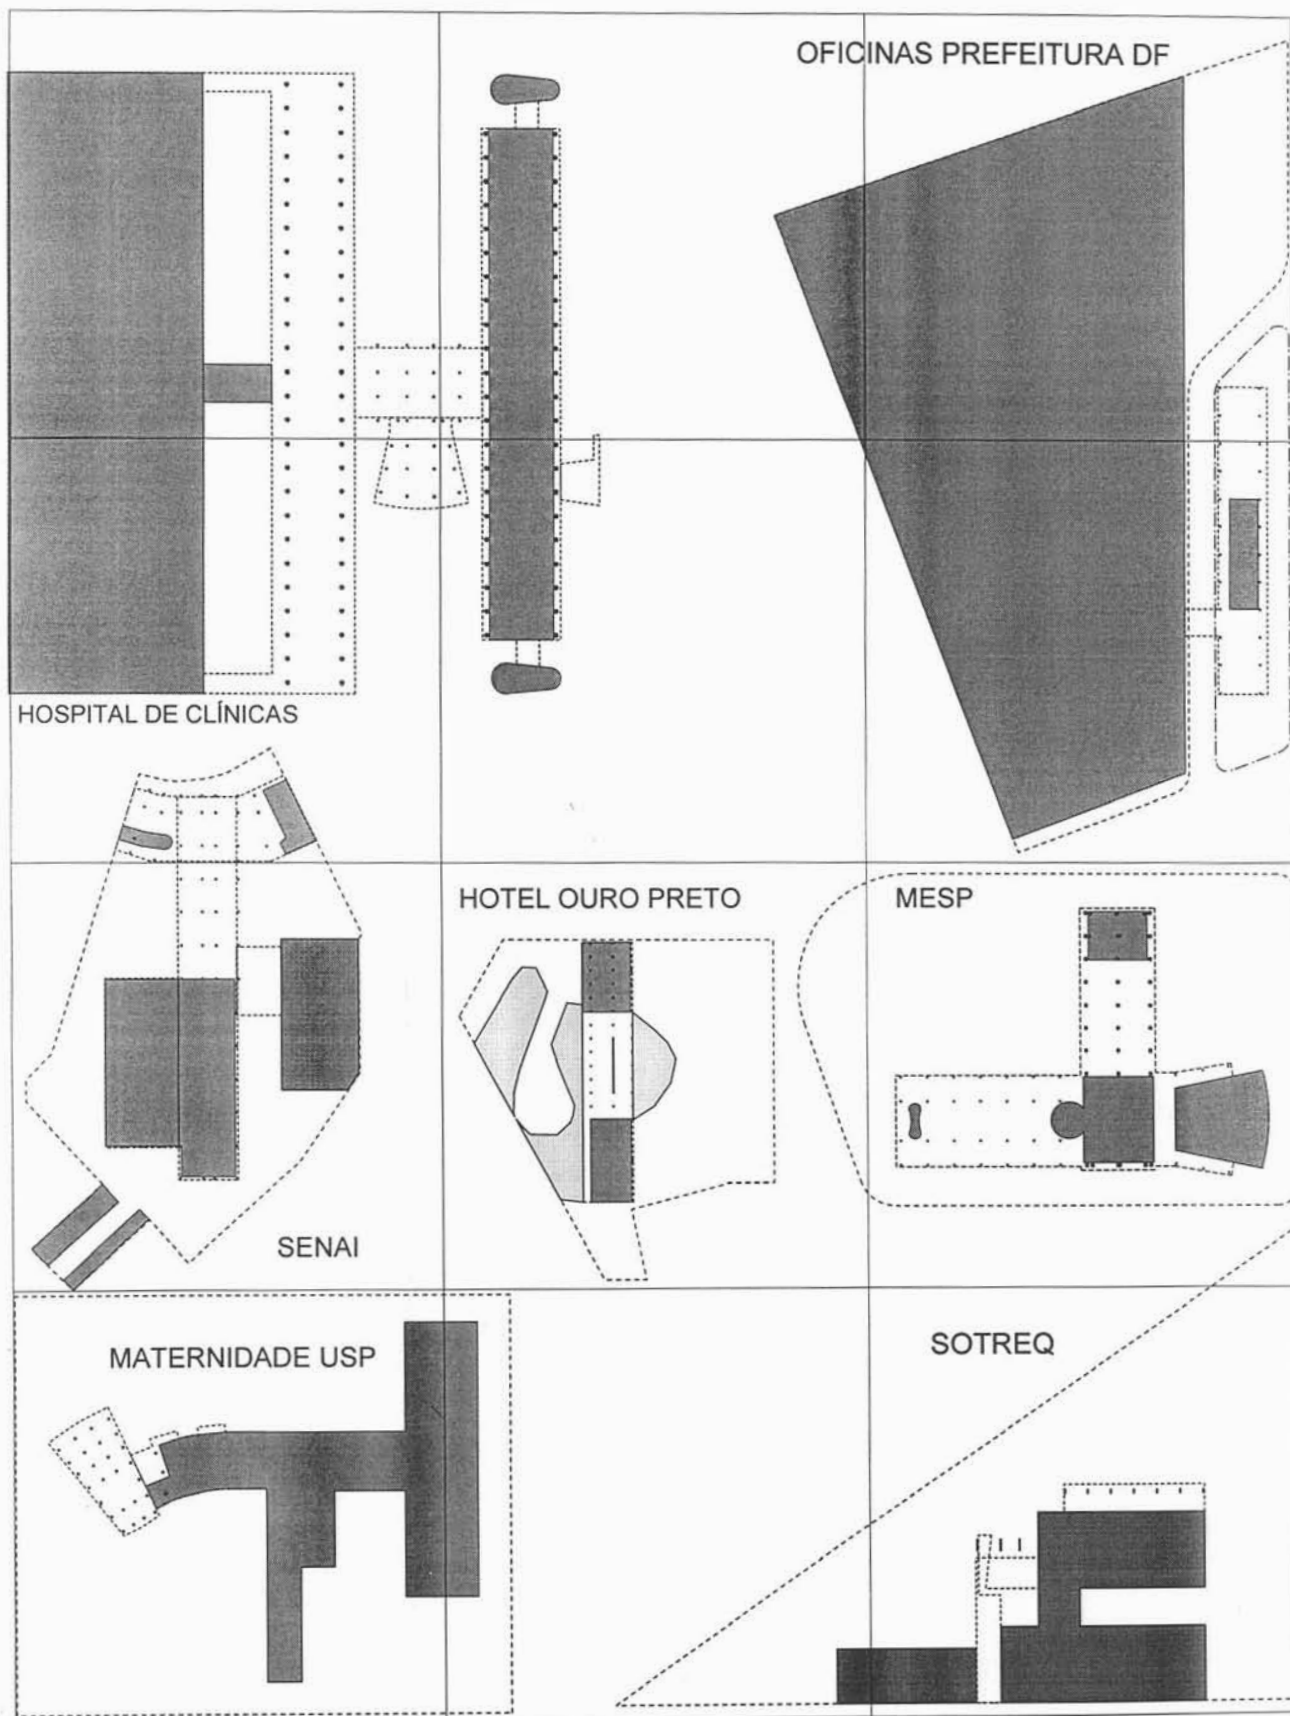 OFICINAS PREFEITURA DF
HOSPITAL DE CLÍNICAS
HOTEL OURO PRETO
MESP
SENAI
MATERNIDADE USP
SOTREQ